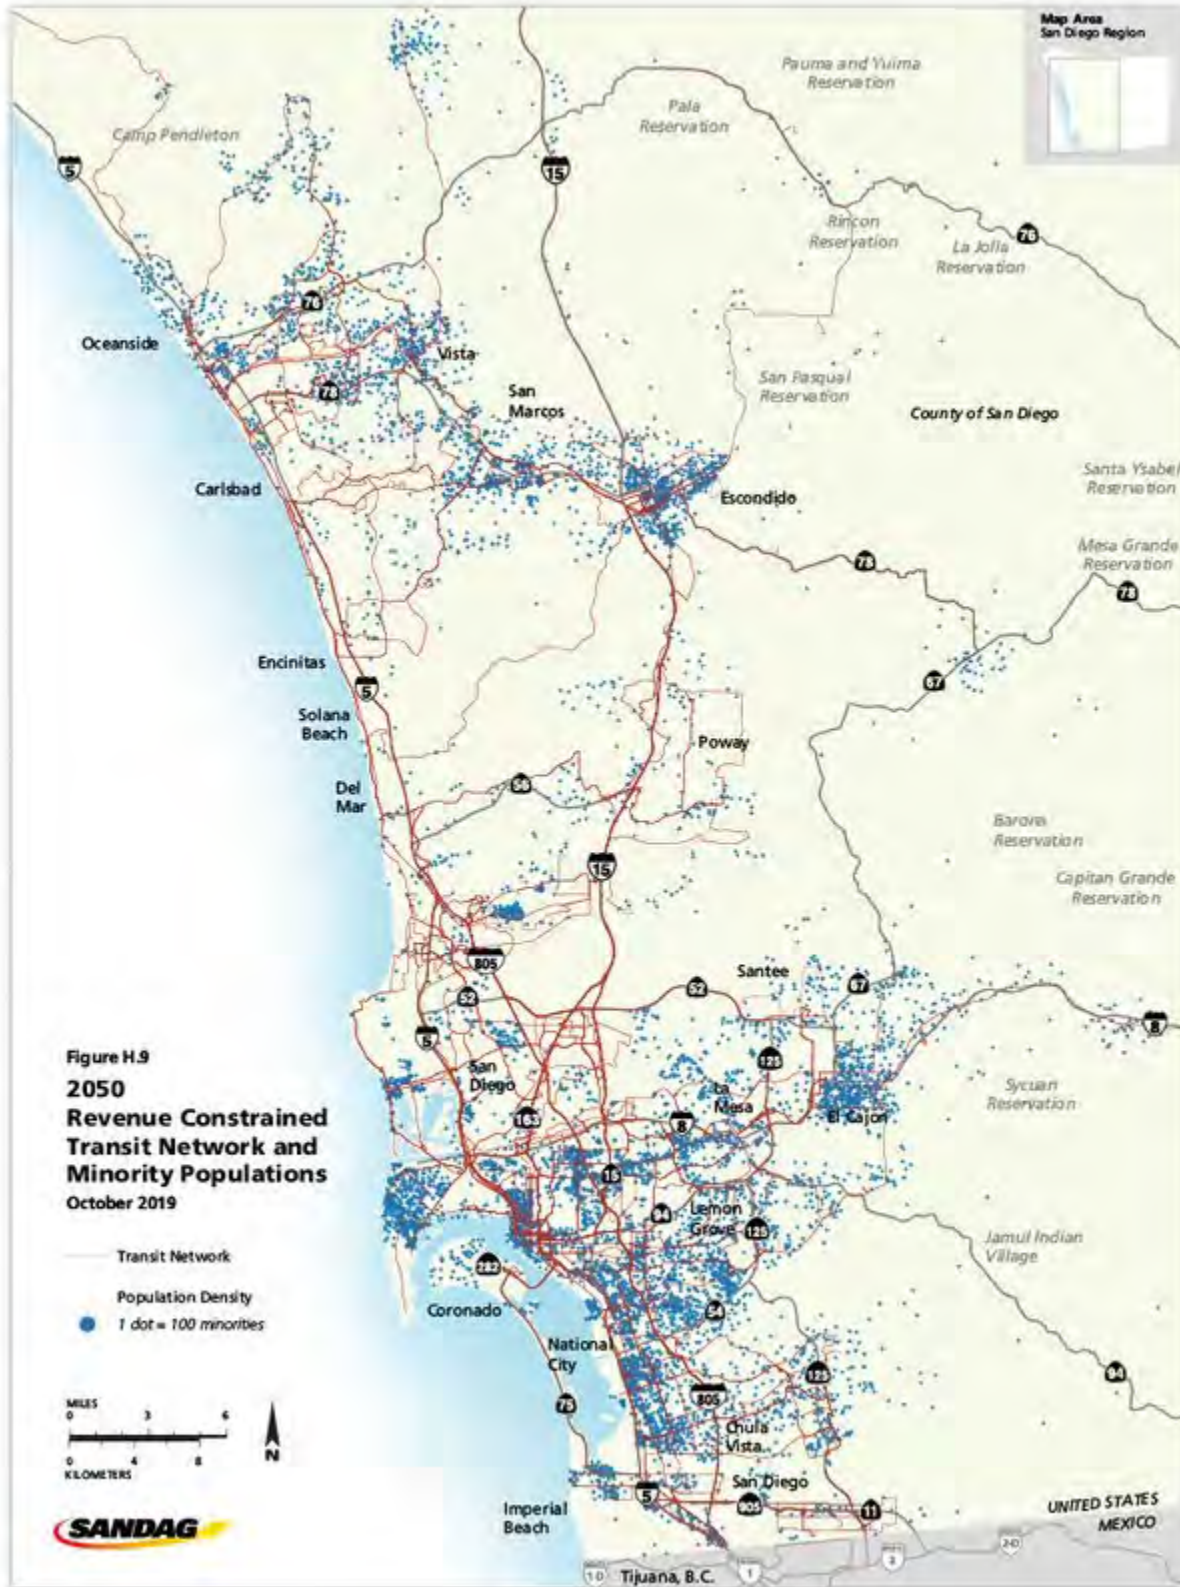 Map Area
San Diego Region
Pauma and Yuima
Reservation
Pala
Reservation
Camp Pendleton
5
15
Rincon
Reservation
La Jolla
Reservation
76
76
Oceanside
Vista
78
San
Marcos
San Pasqual
Reservation
County of San Diego
Carlsbad
Escondido
Santa Ysabel
Reservation
Mesa Grande
Reservation
78
78
Encinitas
5
67
Solana
Beach
Poway
Del
Mar
56
Barona
Reservation
15
Capitan Grande
Reservation
805
Santee
52
52
67
8
5
Figure H.9
2050
Revenue Constrained
Transit Network and
Minority Populations
October 2019
San
Diego
125
La
Mesa
El Cajon
Sycuan
Reservation
163
8
15
94
Lemon
Grove
125
Jamul Indian
Village
Transit Network
Population Density
1 dot = 100 minorities
282
Coronado
54
National
City
125
94
75
805
Chula
Vista
MILES
0 3 6
0 4 8
KILOMETERS
N
San Diego
5
905
11
Imperial
Beach
UNITED STATES
MEXICO
SANDAG
Tijuana, B.C.
1-D
1
2
2-D